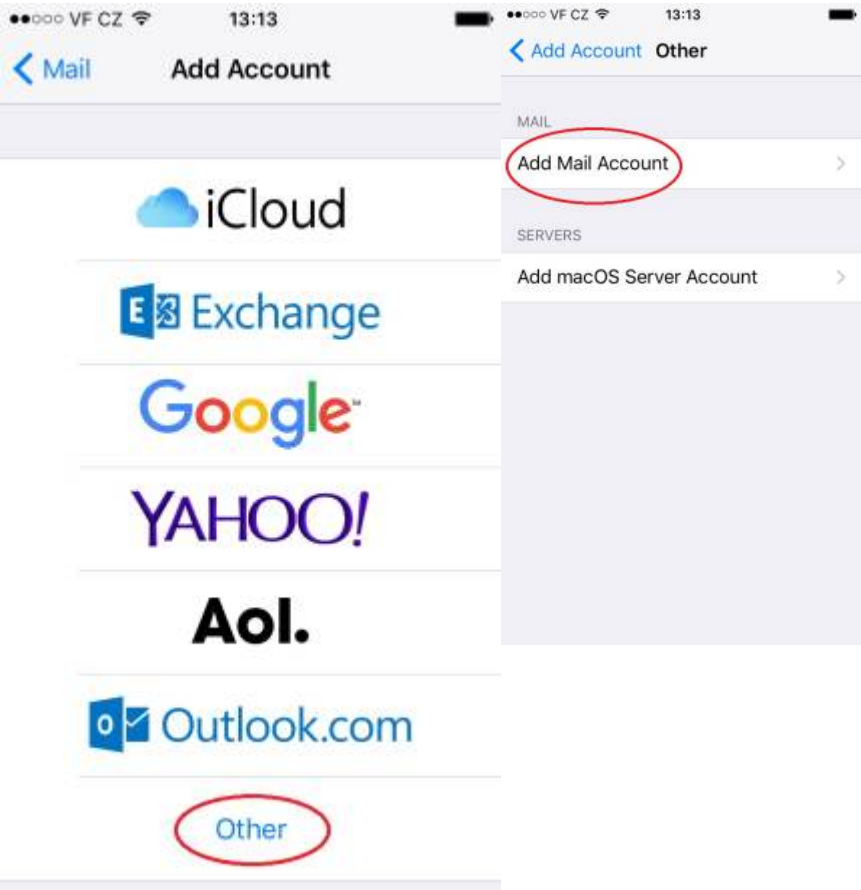 ●●○○○ VF CZ 13:13
Mail Add Account
iCloud
E Exchange
Google™
YAHOO!
Aol.
o Outlook.com
Other
●●○○○ VF CZ 13:13
Add Account Other
MAIL
Add Mail Account
SERVERS
Add macOS Server Account